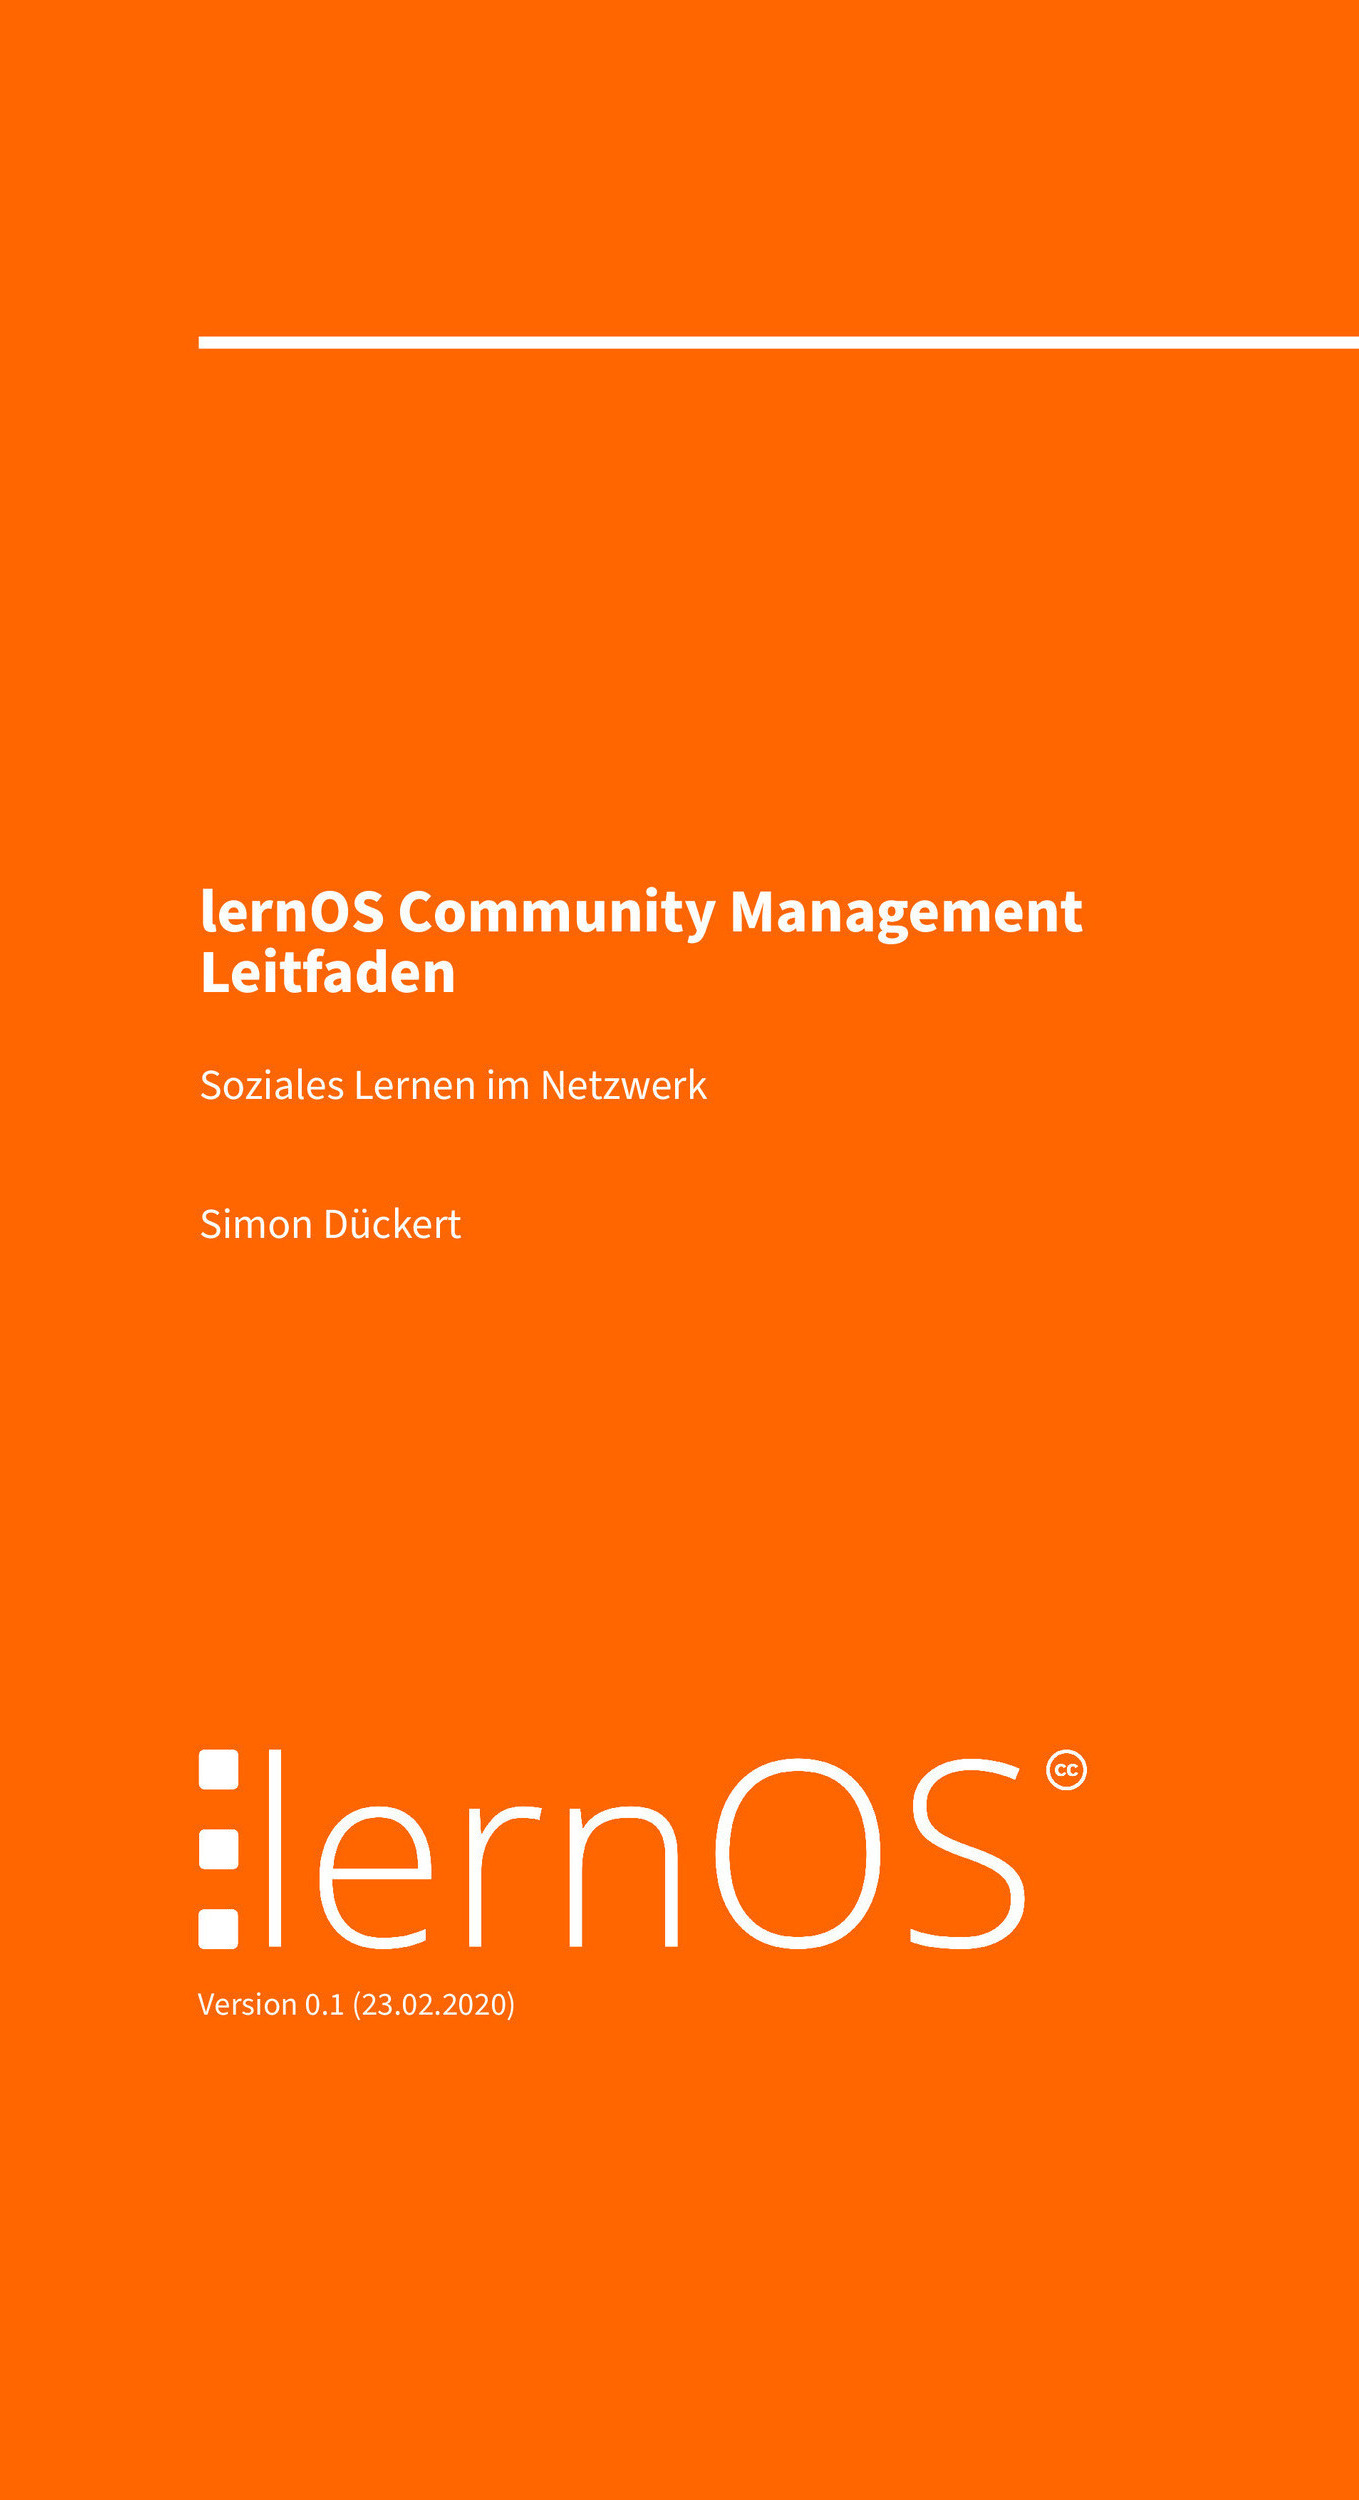 lernOS Community Management
Leitfaden
Soziales Lernen im Netzwerk
Simon Dückert
lernOS cc
Version 0.1 (23.02.2020)